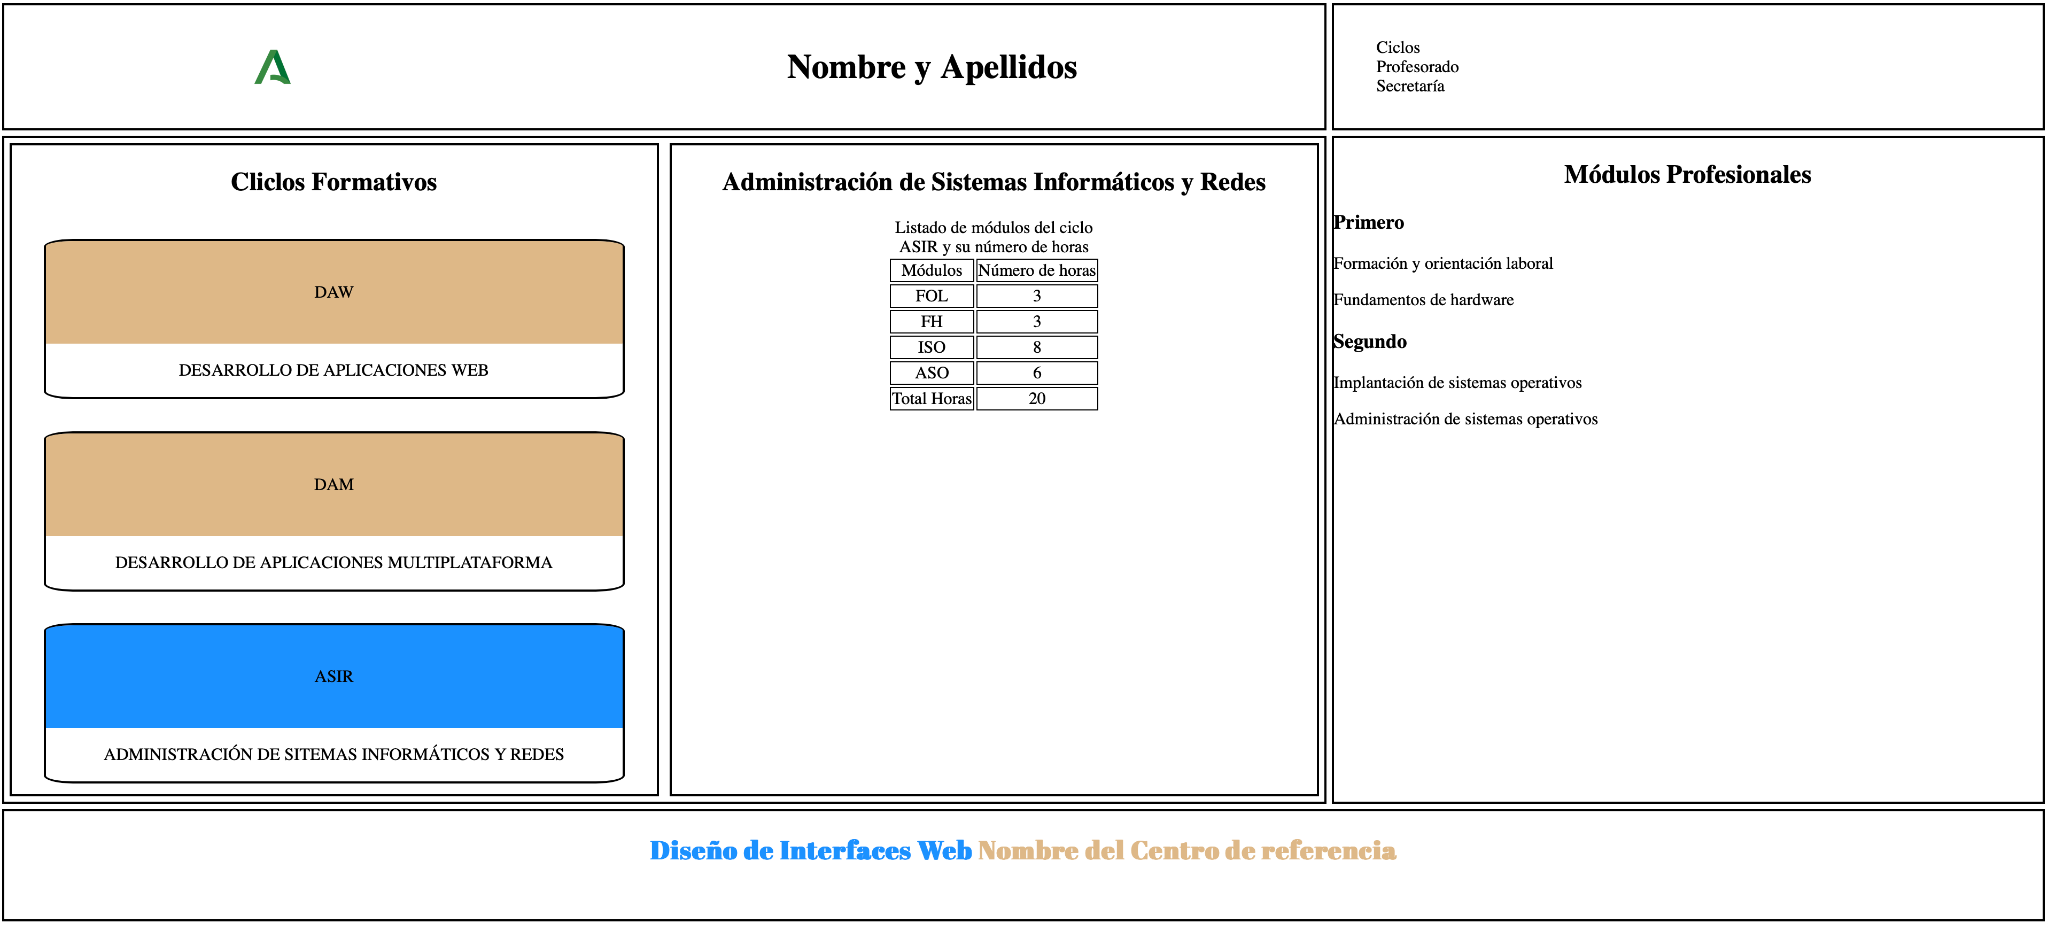 Nombre y Apellidos
Ciclos
Profesorado
Secretaría
Cliclos Formativos
DAW
DESARROLLO DE APLICACIONES WEB
DAM
DESARROLLO DE APLICACIONES MULTIPLATAFORMA
ASIR
ADMINISTRACIÓN DE SITEMAS INFORMÁTICOS Y REDES
Administración de Sistemas Informáticos y Redes
Listado de módulos del ciclo
ASIR y su número de horas
Módulos Número de horas
FOL 3
FH 3
ISO 8
ASO 6
Total Horas 20
Módulos Profesionales
Primero
Formación y orientación laboral
Fundamentos de hardware
Segundo
Implantación de sistemas operativos
Administración de sistemas operativos
Diseño de Interfaces Web Nombre del Centro de referencia